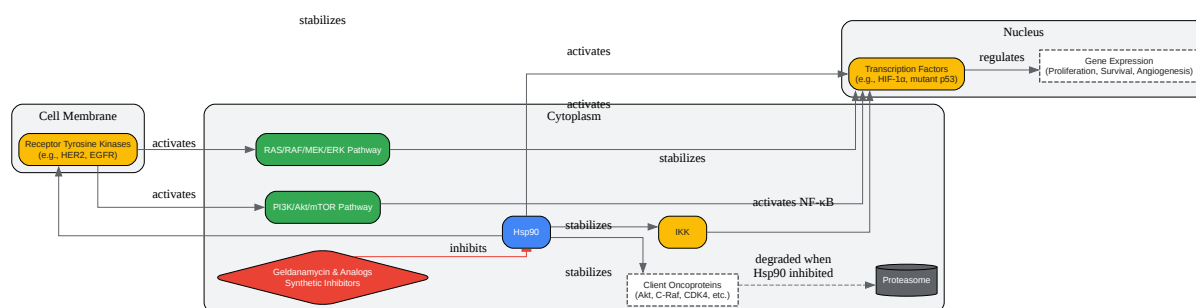 stabilizes
Nucleus
activates
Transcription Factors
(e.g., HIF-1α, mutant p53)
regulates
Gene Expression
(Proliferation, Survival, Angiogenesis)
activates
Cell Membrane
Cytoplasm
Receptor Tyrosine Kinases
(e.g., HER2, EGFR)
activates
RAS/RAF/MEK/ERK Pathway
stabilizes
activates
PI3K/Akt/mTOR Pathway
activates NF-κB
Hsp90
stabilizes
IKK
inhibits
degraded when
Hsp90 inhibited
Geldanamycin & Analogs
Synthetic Inhibitors
stabilizes
Client Oncoproteins
(Akt, C-Raf, CDK4, etc.)
Proteasome